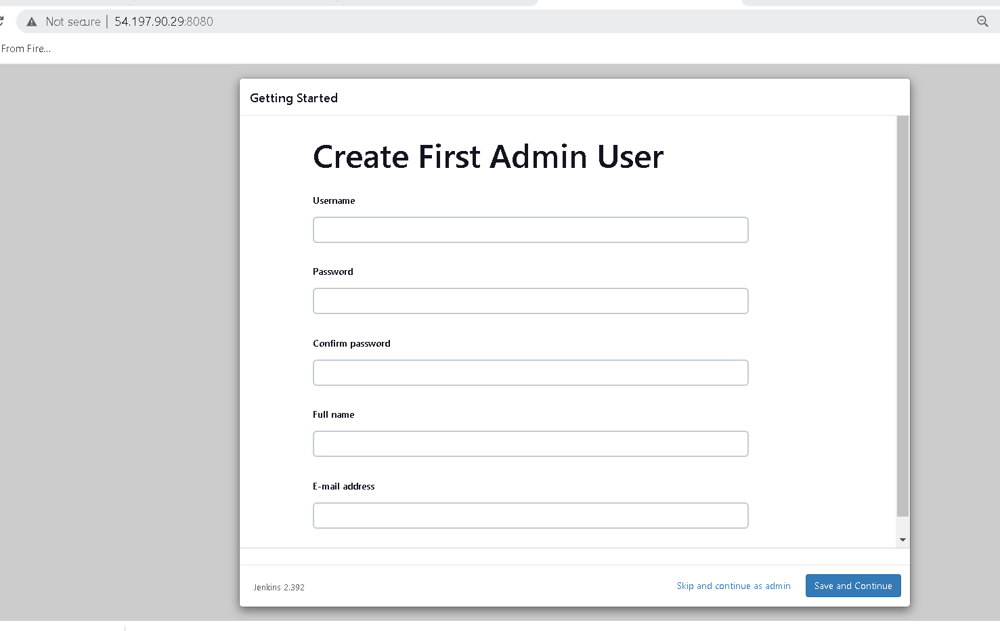 Not secure | 54.197.90.29:8080
From Fire...
Getting Started
Create First Admin User
Username
Password
Confirm password
Full name
E-mail address
Jenkins 2.392
Skip and continue as admin
Save and Continue